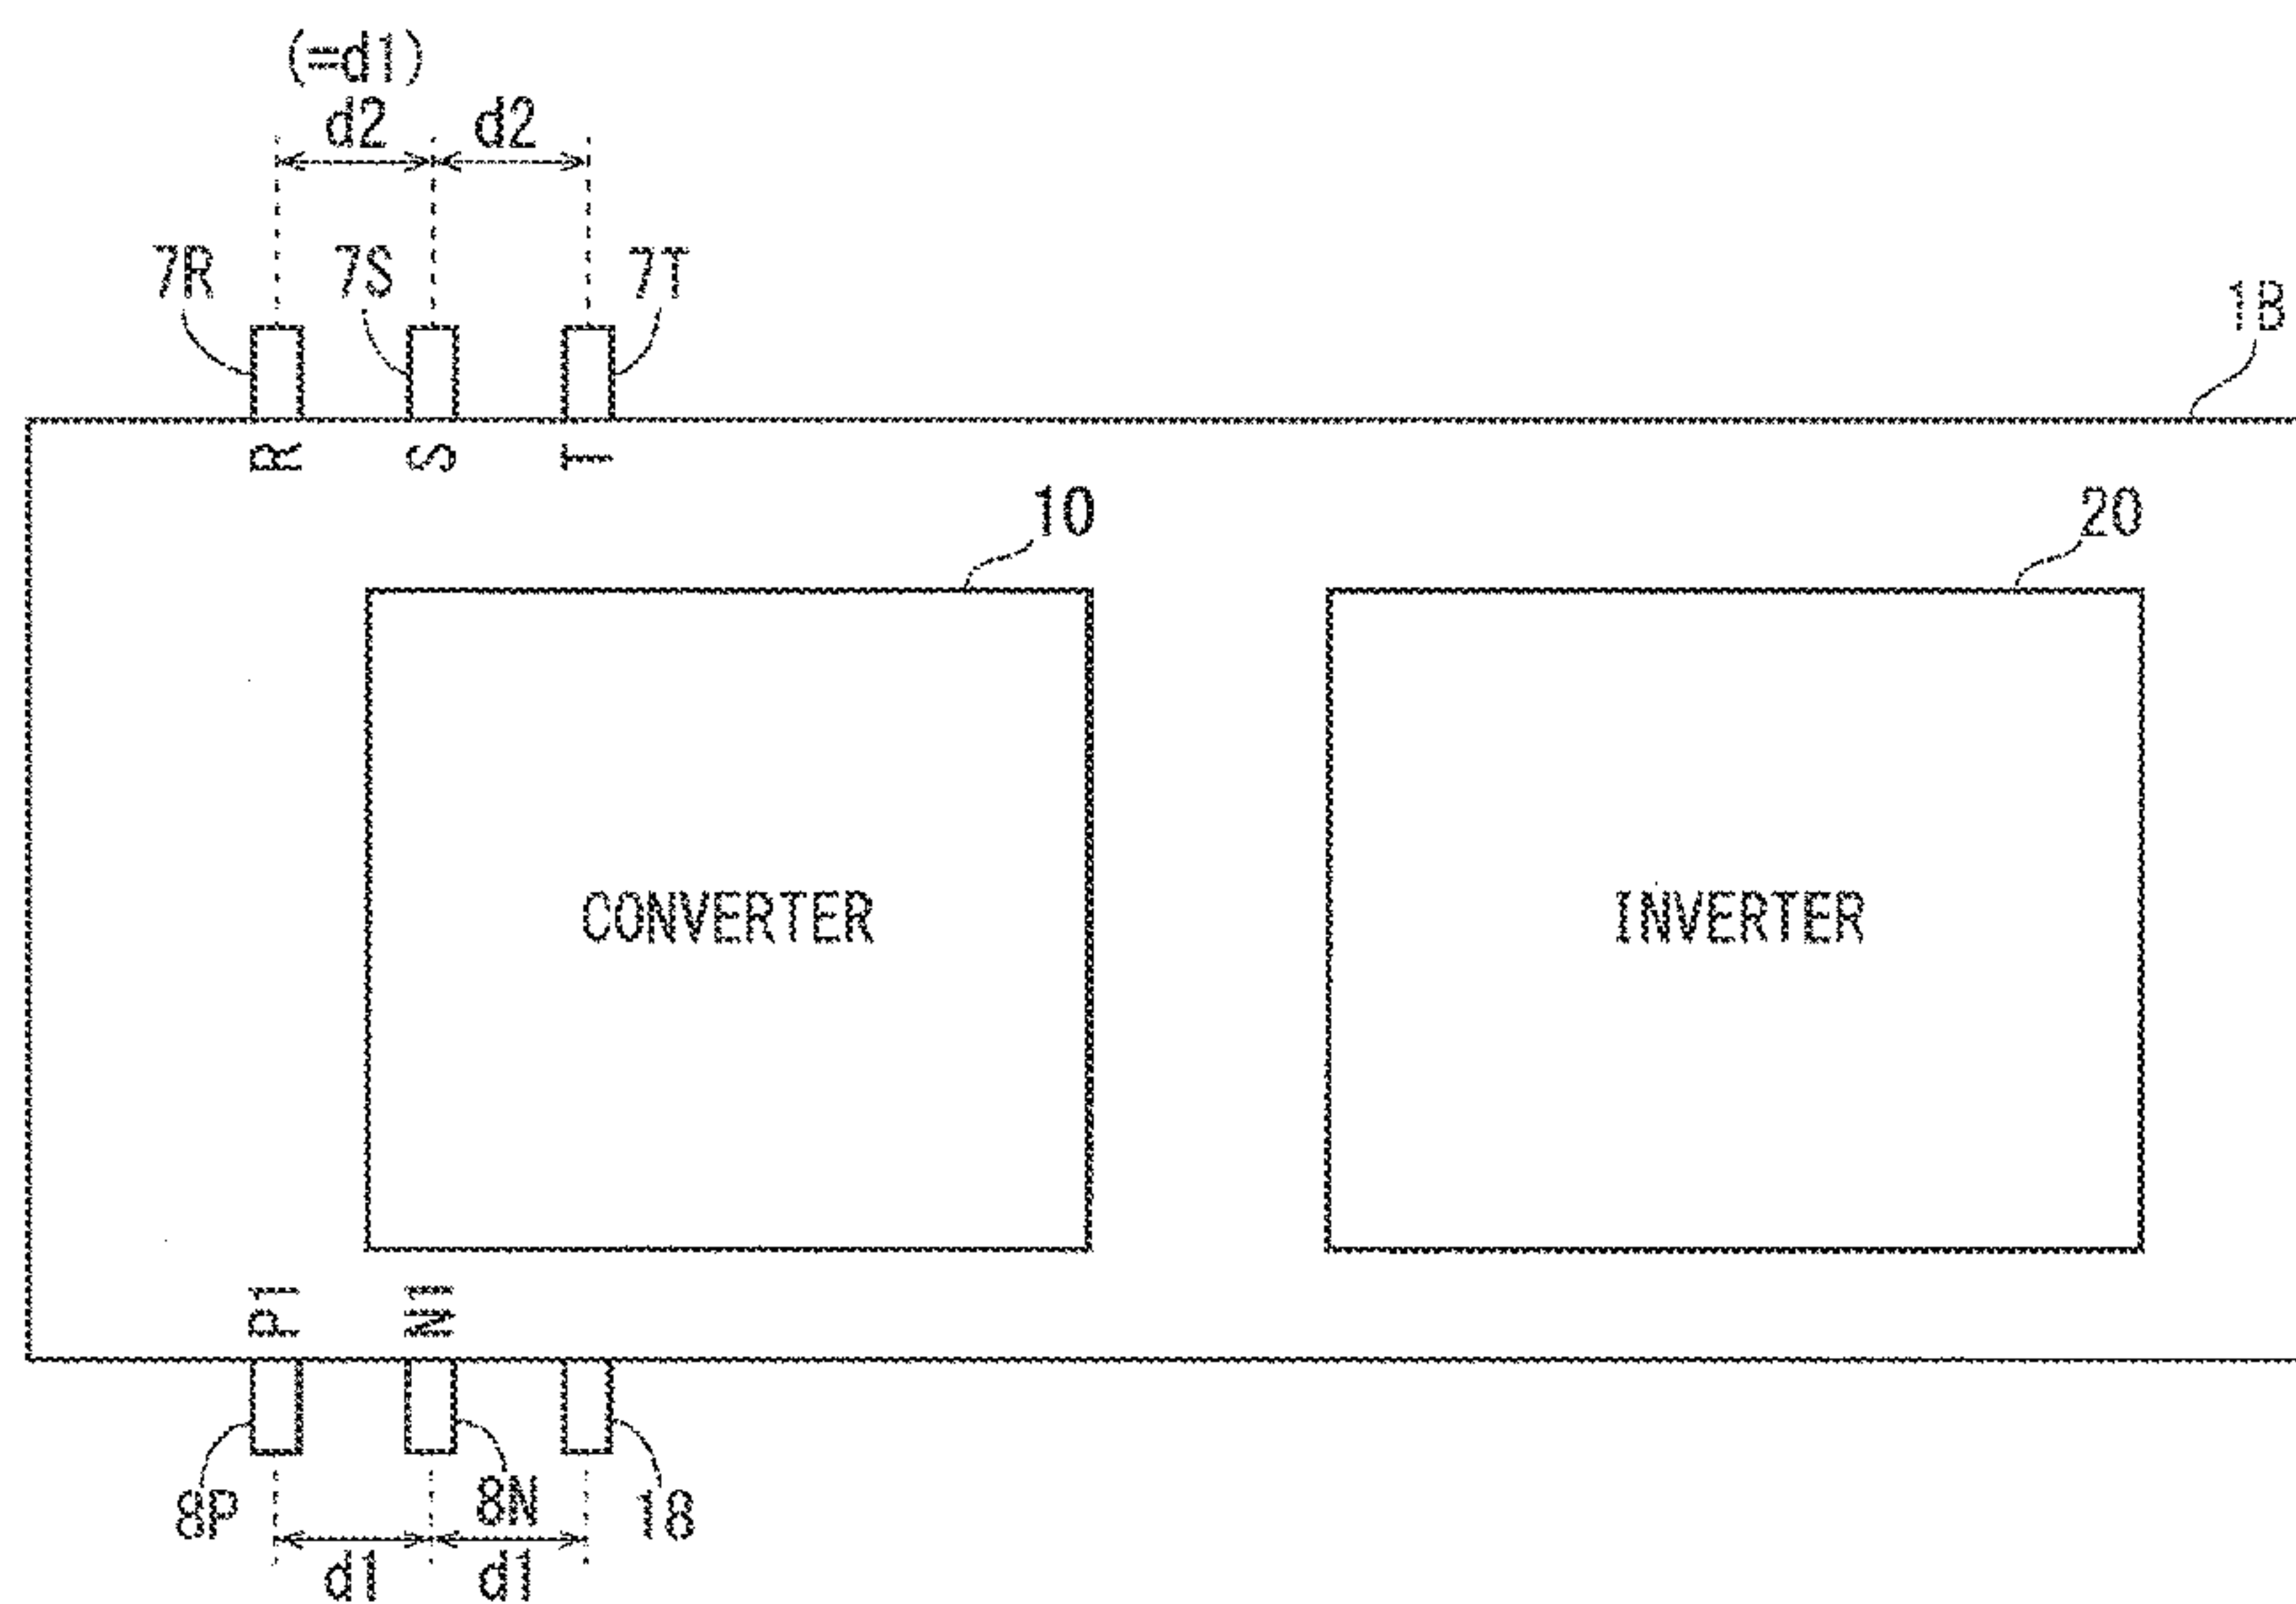 (=d1)
d2 d2
7R 7S 7T
1B
R S T
10
20
CONVERTER
INVERTER
P1 N1
8P 8N 18
d1 d1